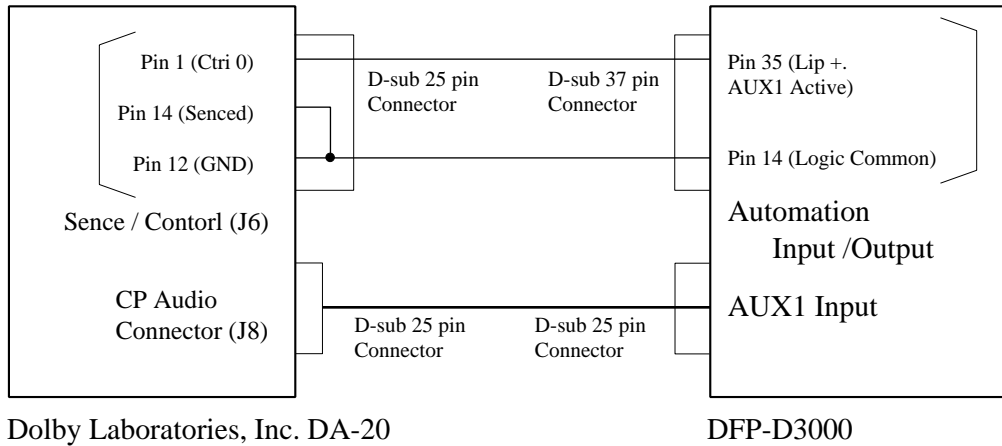 Pin 1 (Ctri 0)
Pin 14 (Senced)
Pin 12 (GND)
Sence / Contorl (J6)
CP Audio
Connector (J8)
D-sub 25 pin
Connector
D-sub 37 pin
Connector
D-sub 25 pin
Connector
D-sub 25 pin
Connector
Pin 35 (Lip +.
AUX1 Active)
Pin 14 (Logic Common)
Automation
Input /Output
AUX1 Input
Dolby Laboratories, Inc. DA-20
DFP-D3000